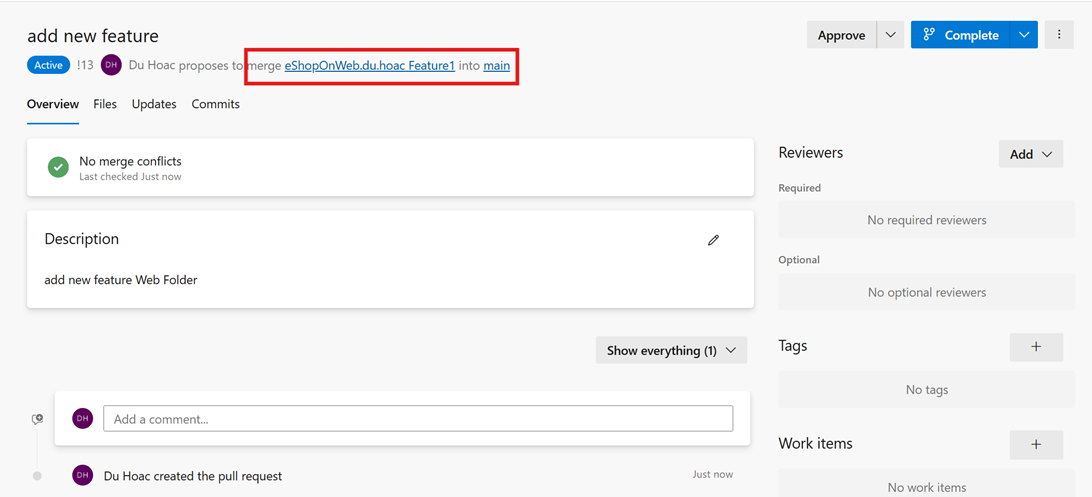 add new feature
Approve
Complete
Active !13 DH Du Hoac proposes to merge eShopOnWeb.du.hoac Feature1 into main
Overview Files Updates Commits
No merge conflicts
Last checked Just now
Description
add new feature Web Folder
Show everything (1)
DH Add a comment...
DH Du Hoac created the pull request Just now
Reviewers Add
Required
No required reviewers
Optional
No optional reviewers
Tags
No tags
Work items
No work items